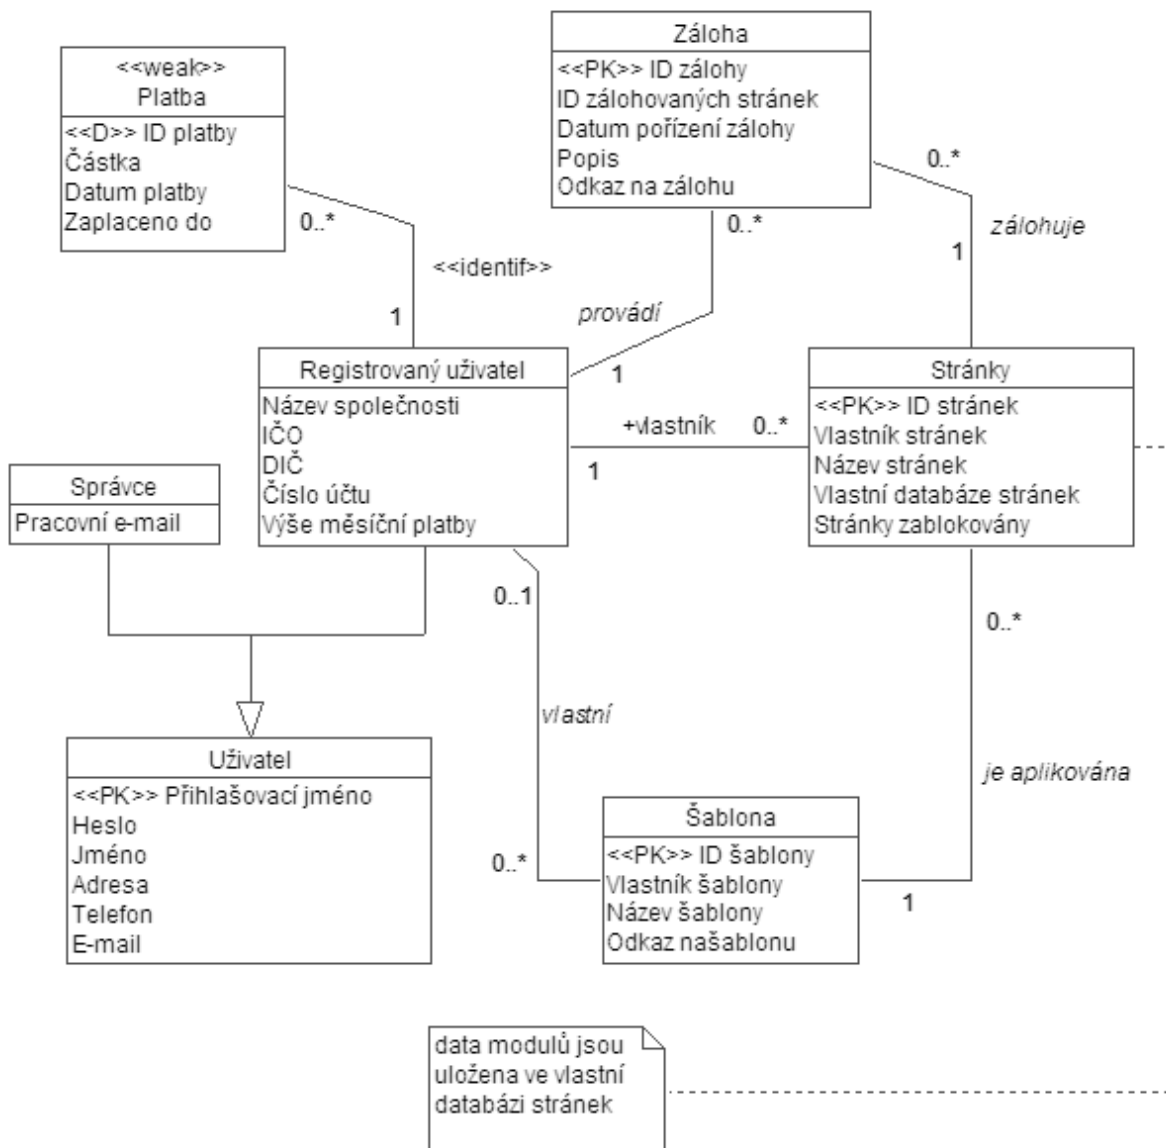 <<weak>>
Platba
<<D>> ID platby
Částka
Datum platby
Zaplaceno do
0..*
<<identif>>
1
Záloha
<<PK>> ID zálohy
ID zálohovaných stránek
Datum pořízení zálohy
Popis
Odkaz na zálohu
0..*
0..*
zálohuje
1
provádí
1
Registrovaný uživatel
Název společnosti
IČO
DIČ
Číslo účtu
Výše měsíční platby
+vlastník
0..*
1
Stránky
<<PK>> ID stránek
Vlastník stránek
Název stránek
Vlastní databáze stránek
Stránky zablokovány
Správce
Pracovní e-mail
0..1
vlastní
0..*
0..*
je aplikována
1
Uživatel
<<PK>> Přihlašovací jméno
Heslo
Jméno
Adresa
Telefon
E-mail
Šablona
<<PK>> ID šablony
Vlastník šablony
Název šablony
Odkaz našablonu
data modulů jsou
uložena ve vlastní
databázi stránek